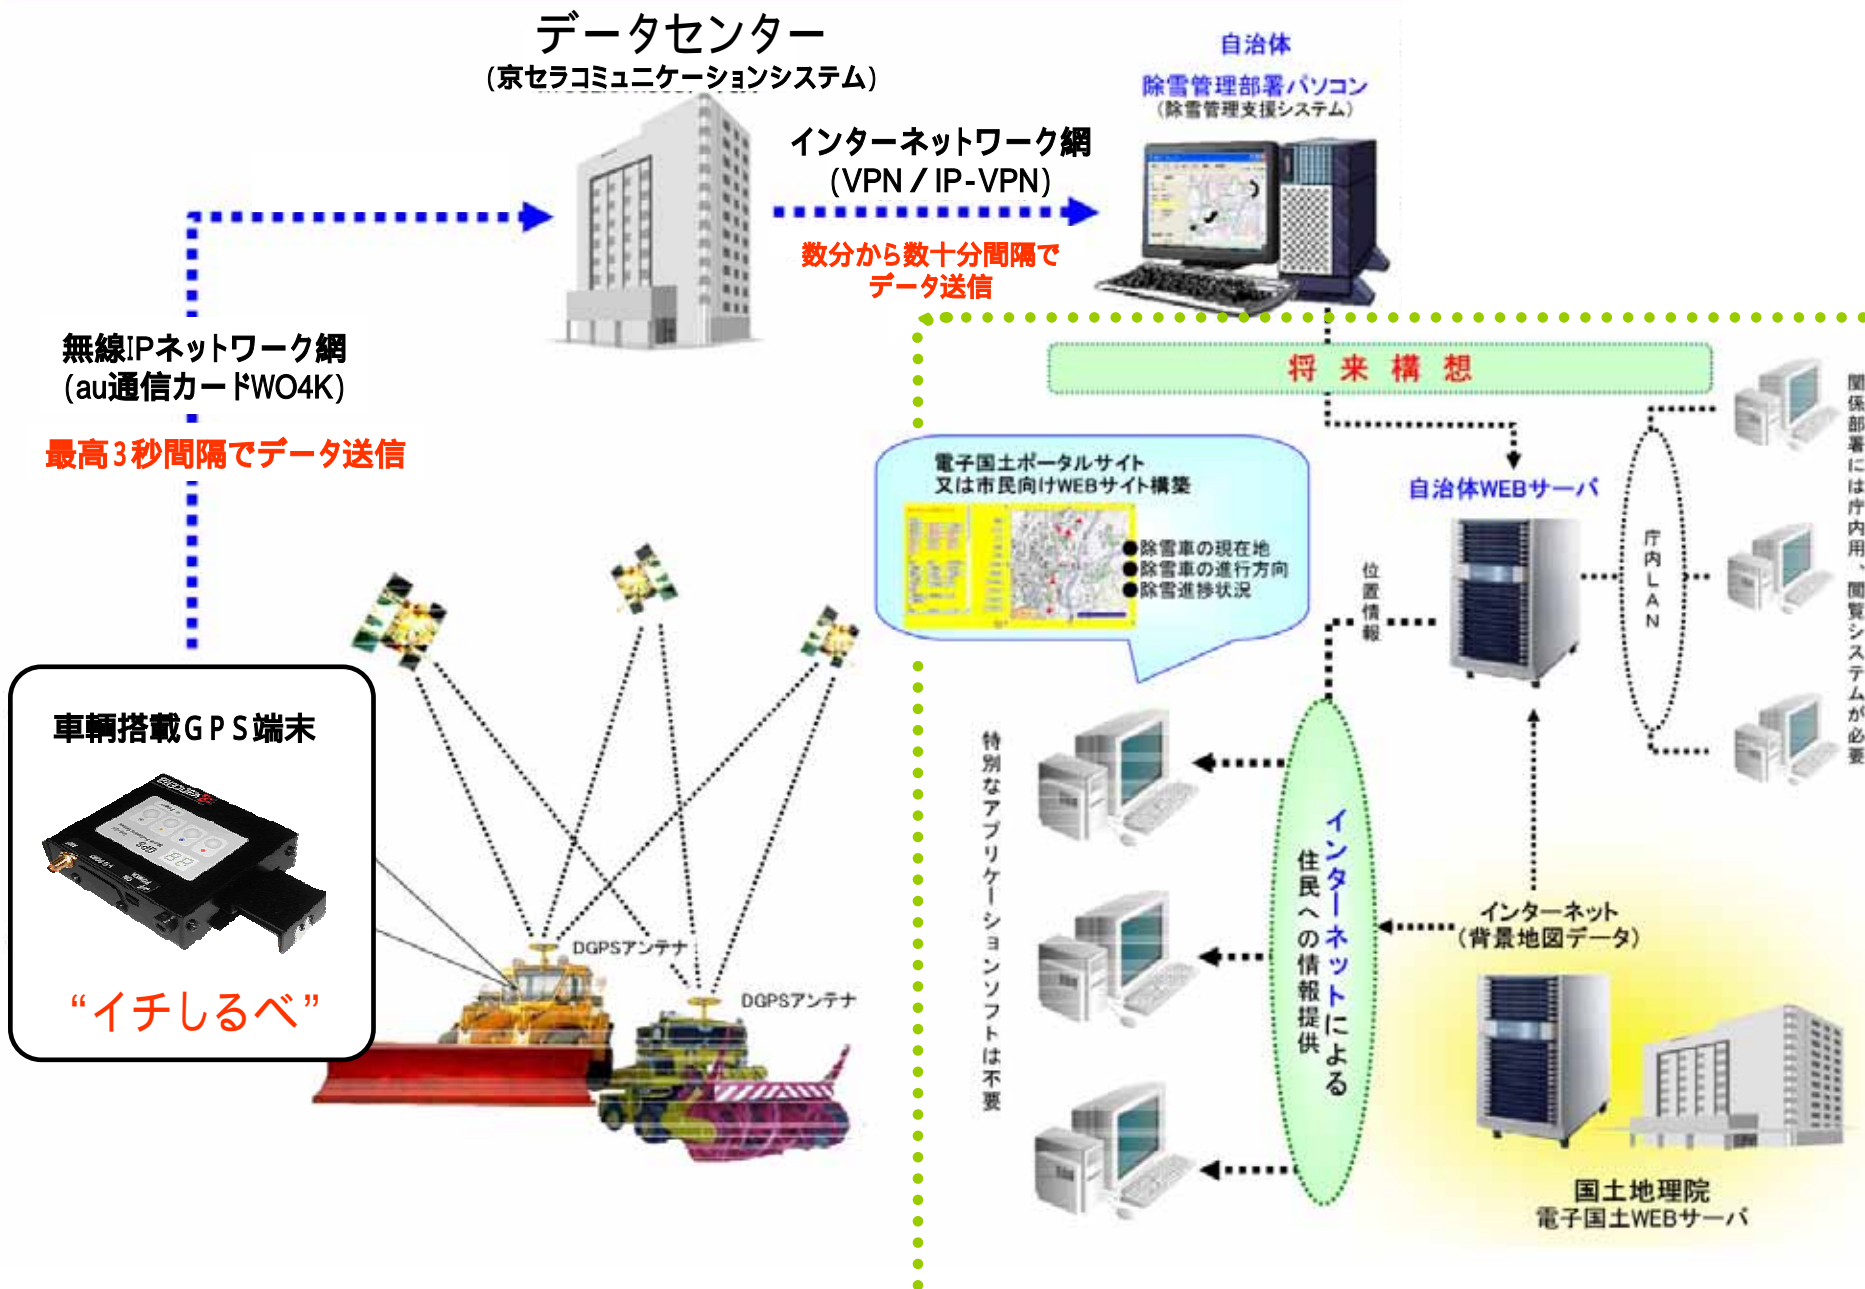 データセンター
(京セラコミュニケーションシステム)
自治体
除雪管理部署パソコン
(除雪管理支援システム)
インターネットワーク網
(VPN/IP-VPN)
数分から数十分間隔で
データ送信
無線IPネットワーク網
(au通信カードWO4K)
最高3秒間隔でデータ送信
将来構想
電子国土ポータルサイト
又は市民向けWEBサイト構築
●除雪車の現在地
●除雪車の進行方向
●除雪進捗状況
自治体WEBサーバ
位置情報
庁内LAN
関係部署には庁内用、閲覧システムが必要
車輌搭載GPS端末
GPS
“イチしるべ”
DGPSアンテナ
DGPSアンテナ
特別なアプリケーションソフトは不要
インターネットによる
住民への情報提供
インターネット
(背景地図データ)
国土地理院
電子国土WEBサーバ